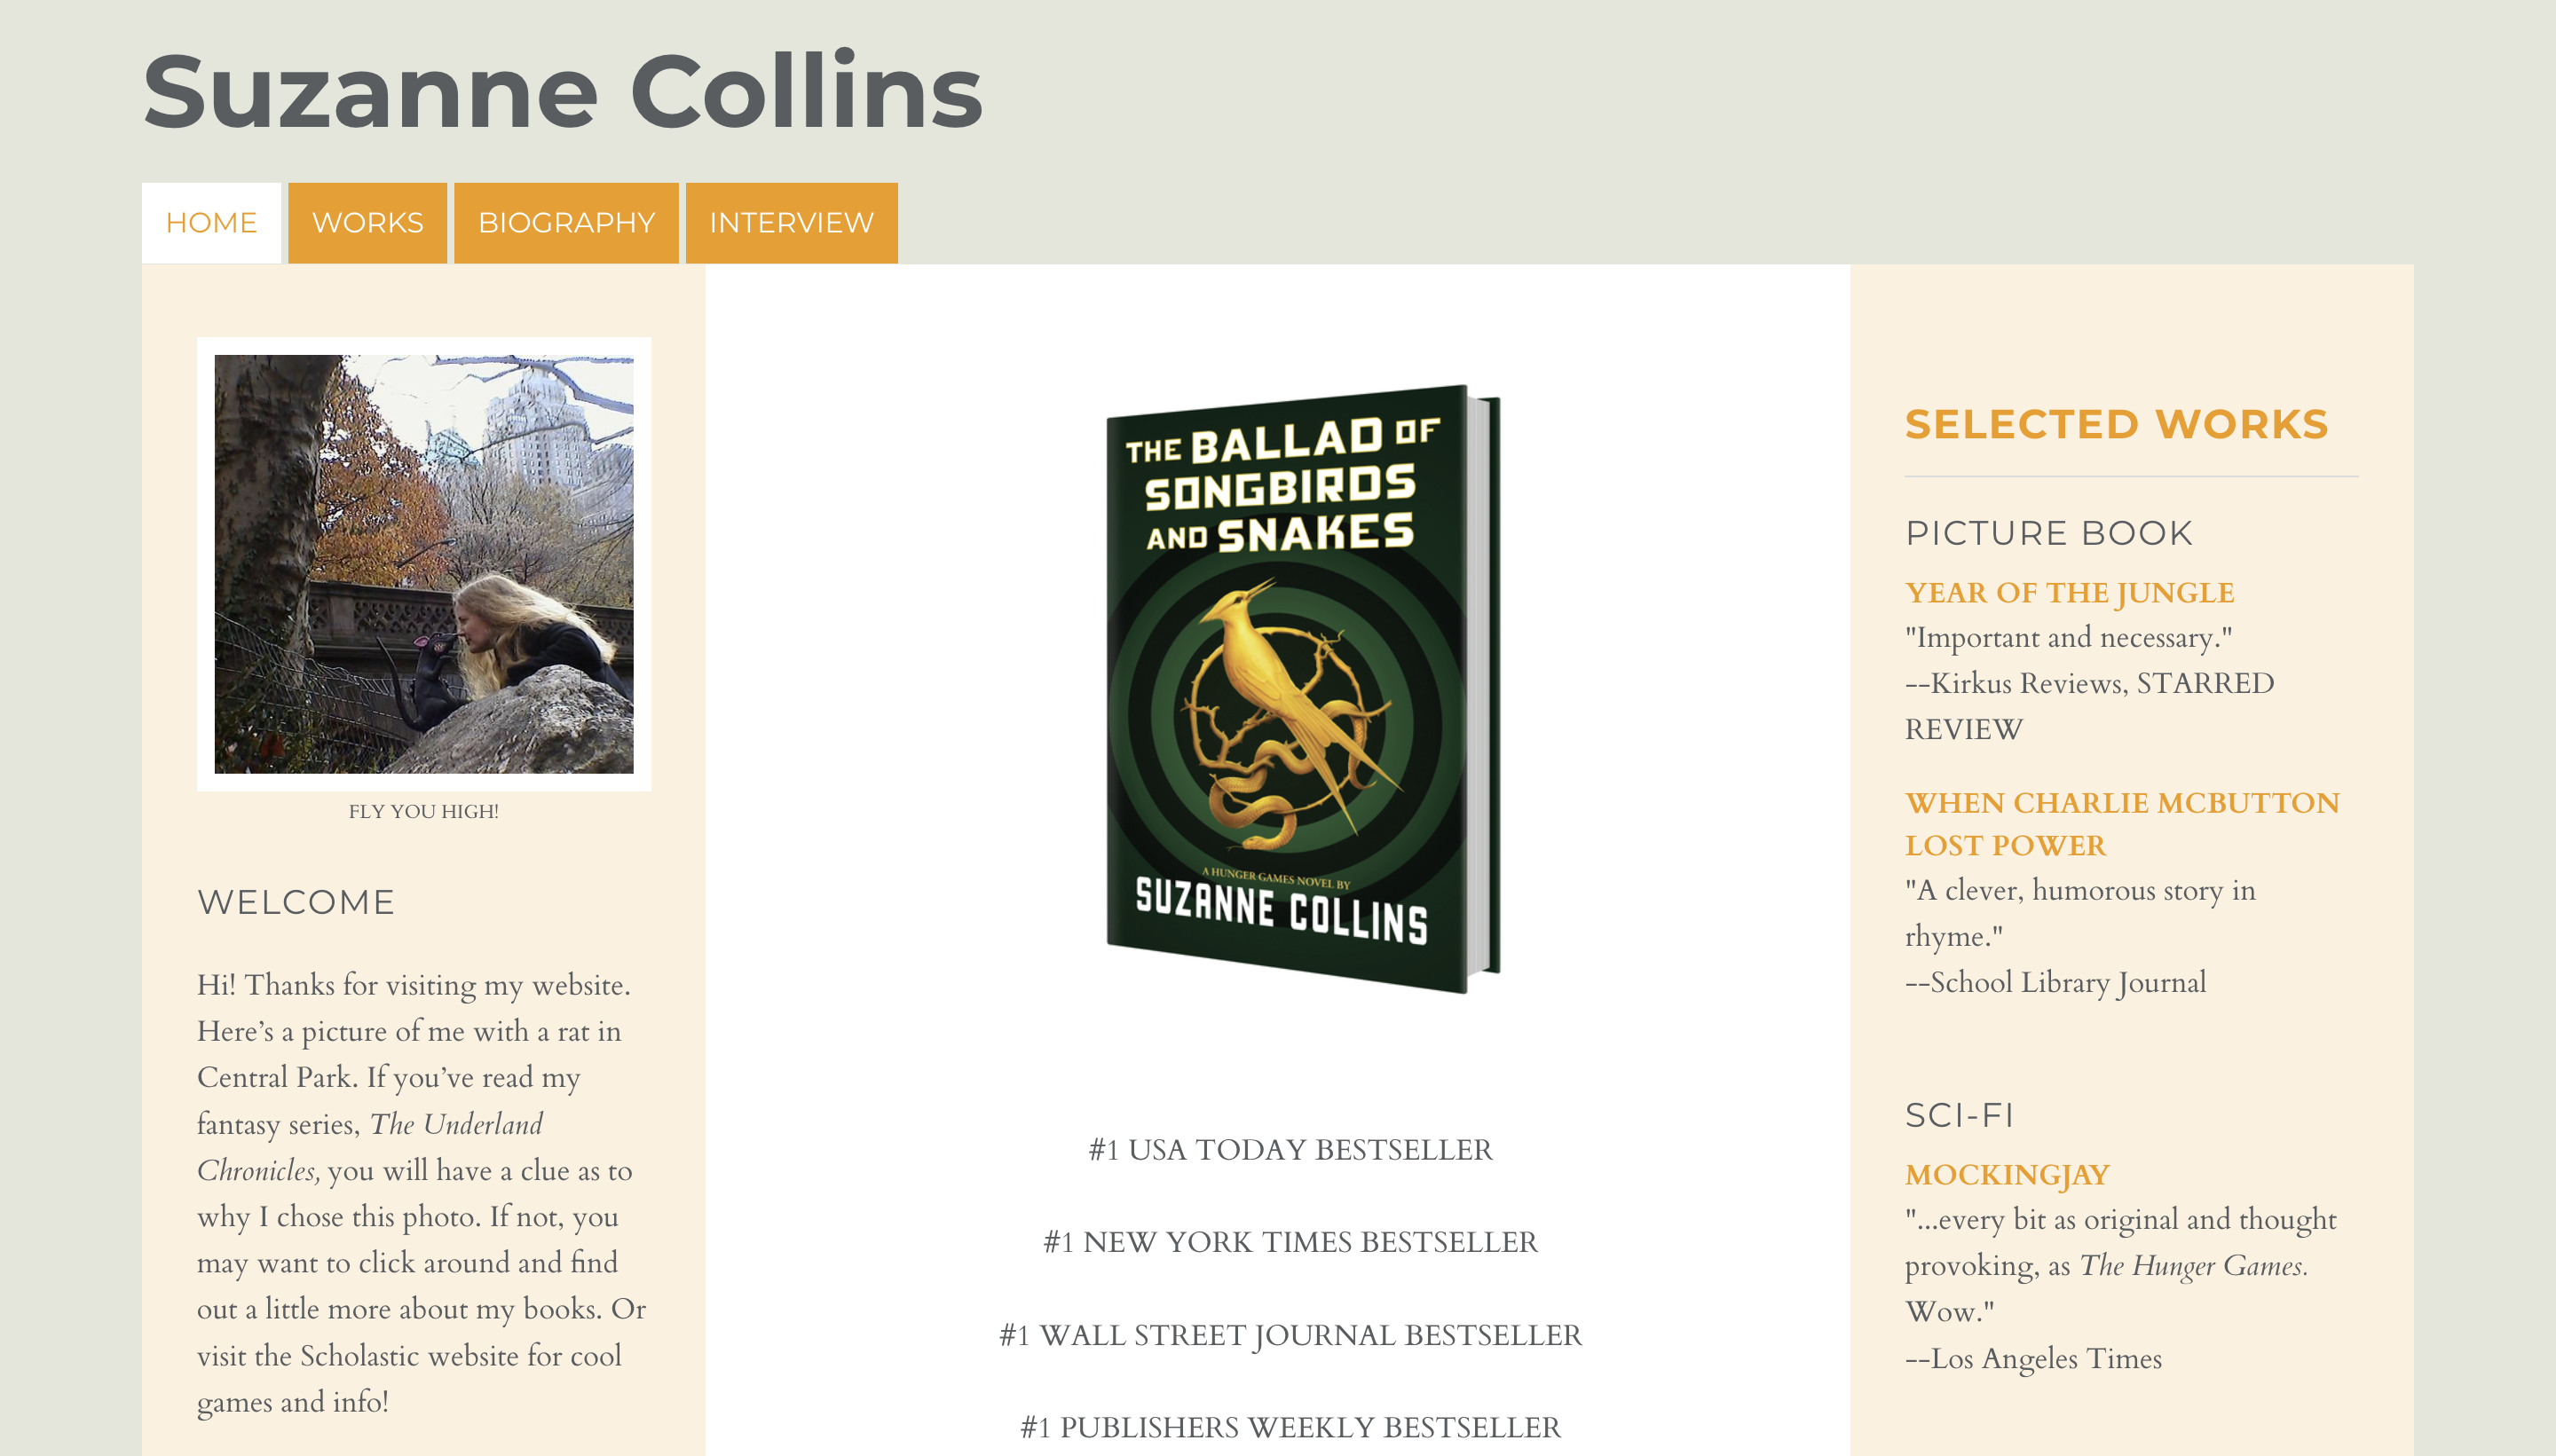 Suzanne Collins
HOME
WORKS
BIOGRAPHY
INTERVIEW
FLY YOU HIGH!
WELCOME
Hi! Thanks for visiting my website.
Here’s a picture of me with a rat in
Central Park. If you’ve read my
fantasy series, The Underland
Chronicles, you will have a clue as to
why I chose this photo. If not, you
may want to click around and find
out a little more about my books. Or
visit the Scholastic website for cool
games and info!
THE BALLAD OF
SONGBIRDS
AND SNAKES
A HUNGER GAMES NOVEL BY
SUZANNE COLLINS
#1 USA TODAY BESTSELLER
#1 NEW YORK TIMES BESTSELLER
#1 WALL STREET JOURNAL BESTSELLER
#1 PUBLISHERS WEEKLY BESTSELLER
SELECTED WORKS
PICTURE BOOK
YEAR OF THE JUNGLE
"Important and necessary."
--Kirkus Reviews, STARRED
REVIEW
WHEN CHARLIE MCBUTTON
LOST POWER
"A clever, humorous story in
rhyme."
--School Library Journal
SCI-FI
MOCKINGJAY
"...every bit as original and thought
provoking, as The Hunger Games.
Wow."
--Los Angeles Times